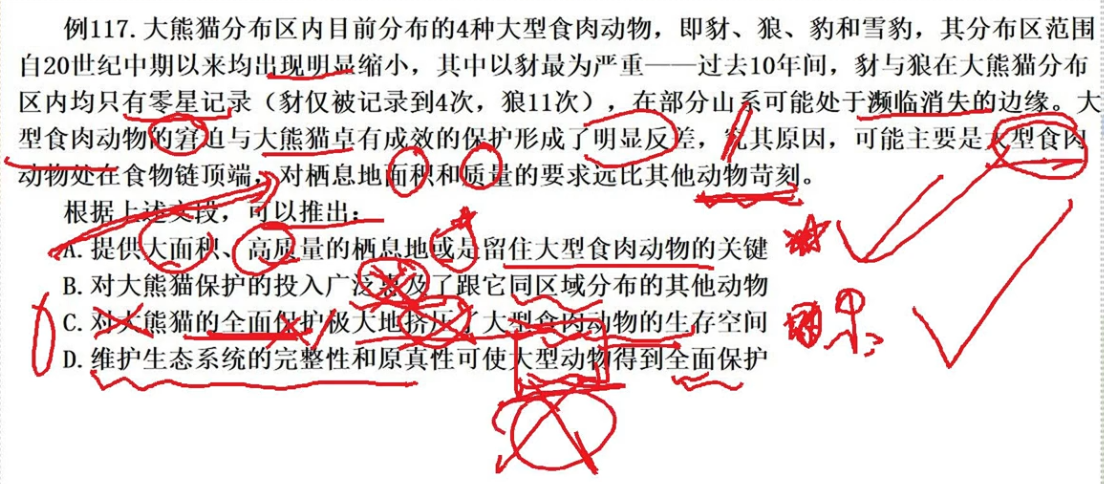 例117.大熊猫分布区内目前分布的4种大型食肉动物，即豺、狼、豹和雪豹，其分布区范围
自20世纪中期以来均出现明显缩小，其中以豺最为严重——过去10年间，豺与狼在大熊猫分布
区内均只有零星记录（豺仅被记录到4次，狼11次），在部分山系可能处于濒临消失的边缘。大
型食肉动物的窘迫与大熊猫卓有成效的保护形成了明显反差，究其原因，可能主要是大型食肉
动物处在食物链顶端，对栖息地面积和质量的要求远比其他动物苛刻。
根据上述文段，可以推出：
A.提供大面积、高质量的栖息地或是留住大型食肉动物的关键
B.对大熊猫保护的投入广泛惠及了跟它同区域分布的其他动物
C.对大熊猫的全面保护极大地挤压了大型食肉动物的生存空间
D.维护生态系统的完整性和原真性可使大型动物得到全面保护